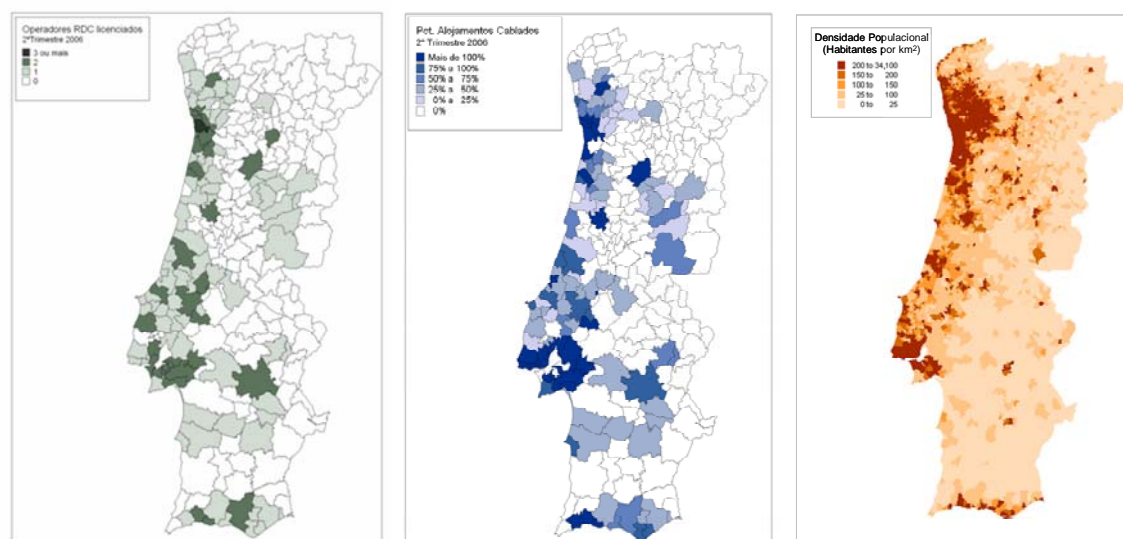 Operadores RDC licenciados
2ºTrimestre 2006
3 ou mais
2
1
0
Pct. Alojamentos Cablados
2º Trimestre 2006
Mais de 100%
75% a 100%
50% a 75%
25% a 50%
0% a 25%
0%
Densidade Populacional
(Habitantes por km²)
200 to 34,100
150 to 200
100 to 150
25 to 100
0 to 25